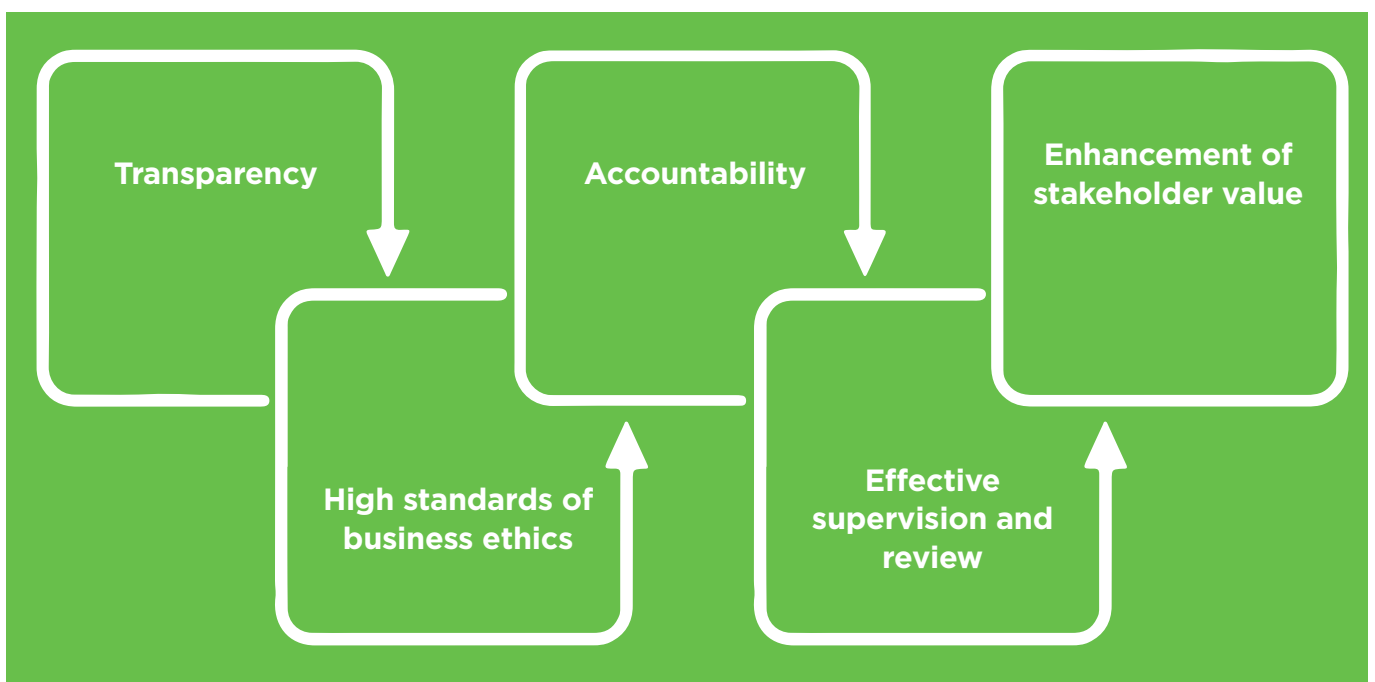 Transparency
High standards of
business ethics
Accountability
Effective
supervision and
review
Enhancement of
stakeholder value